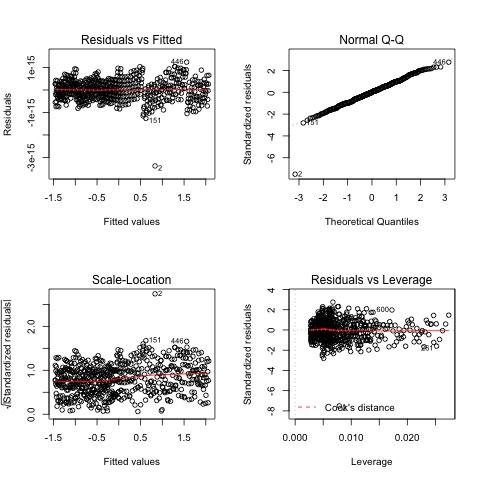 Residuals vs Fitted
Residuals
-3e-15 -1e-15 1e-15
446
151
2
-1.5 -0.5 0.5 1.5
Fitted values
Normal Q-Q
Standardized residuals
-6 -4 -2 0 2
446
151
2
-3 -2 -1 0 1 2 3
Theoretical Quantiles
Scale-Location
√|Standardized residuals|
0.0 1.0 2.0
2
151
446
-1.5 -0.5 0.5 1.5
Fitted values
Residuals vs Leverage
Standardized residuals
-8 -6 -4 -2 0 2 4
600
Cook's distance
0.000 0.010 0.020
Leverage